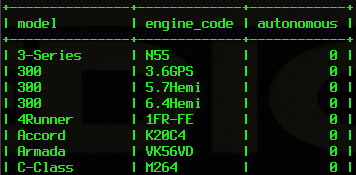 +------------+-------------+------------+
| model      | engine_code | autonomous |
+------------+-------------+------------+
| 3-Series   | N55         |          0 |
| 300        | 3.6GPS      |          0 |
| 300        | 5.7Hemi     |          0 |
| 300        | 6.4Hemi     |          0 |
| 4Runner    | 1FR-FE      |          0 |
| Accord     | K20C4       |          0 |
| Armada     | VK56VD      |          0 |
| C-Class    | M264        |          0 |